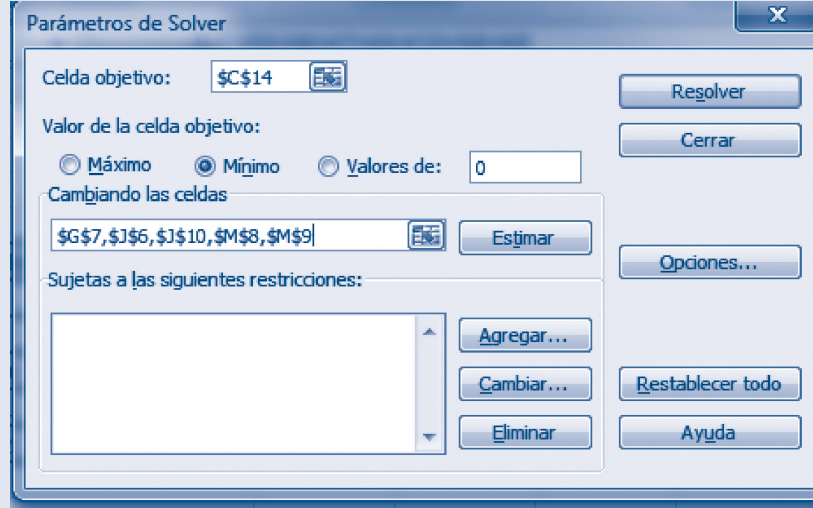 Parámetros de Solver
X
Celda objetivo: $C$14
Resolver
Valor de la celda objetivo:
Cerrar
Máximo Mínimo Valores de: 0
Cambiando las celdas
$G$7,$J$6,$J$10,$M$8,$M$9
Estimar
Opciones...
Sujetas a las siguientes restricciones:
Agregar...
Cambiar...
Restablecer todo
Eliminar
Ayuda